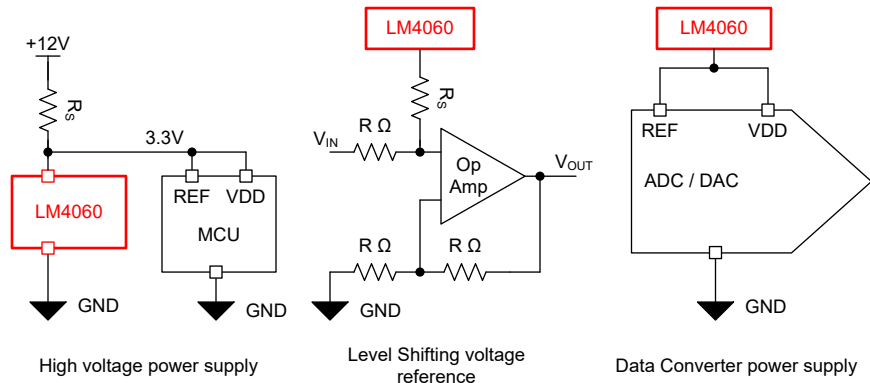 +12V
R_S
3.3V
LM4060
REF VDD
MCU
GND
GND
High voltage power supply
LM4060
R_S
V_IN
R Ω
Op
Amp
V_OUT
R Ω
R Ω
GND
Level Shifting voltage
reference
LM4060
REF VDD
ADC / DAC
GND
Data Converter power supply